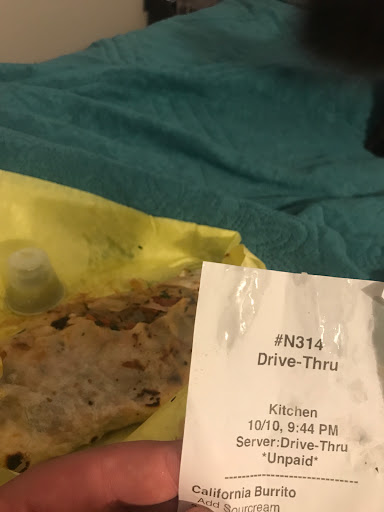 #N314
Drive-Thru
Kitchen
10/10, 9:44 PM
Server:Drive-Thru
*Unpaid*
--------------------------------
California Burrito
Add Sourcream